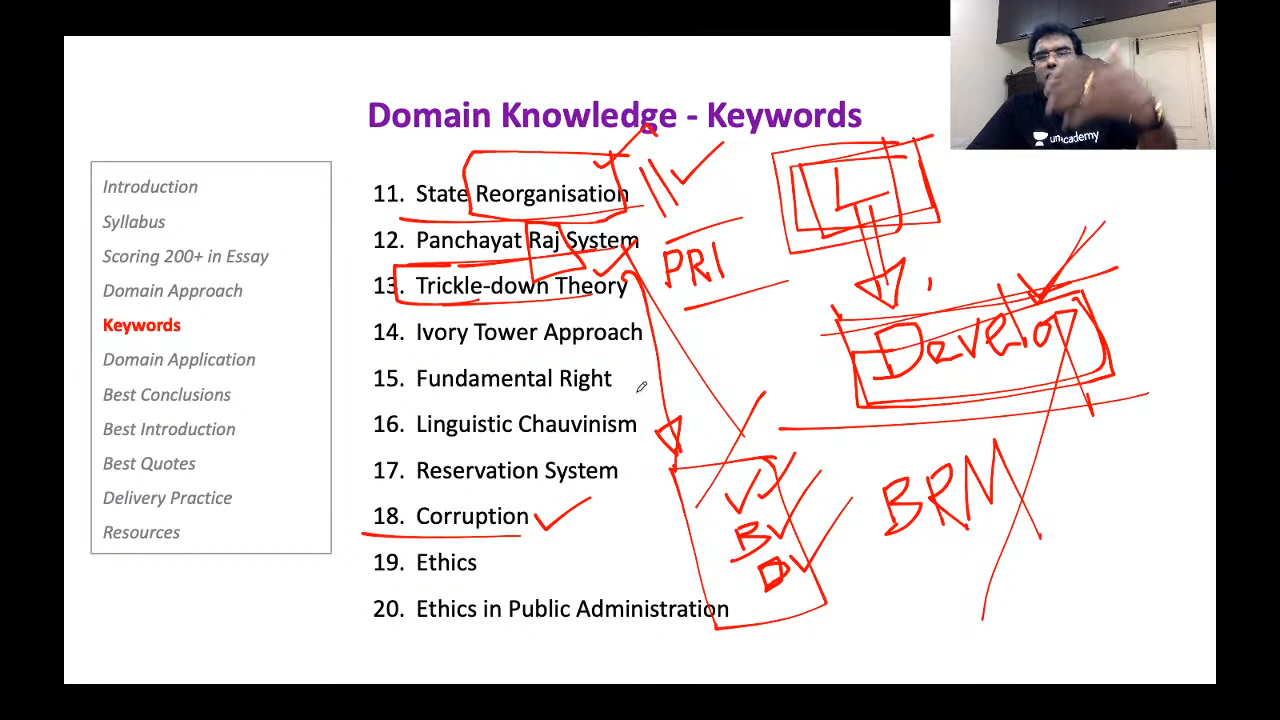 Domain Knowledge - Keywords
Introduction
Syllabus
Scoring 200+ in Essay
Domain Approach
Keywords
Domain Application
Best Conclusions
Best Introduction
Best Quotes
Delivery Practice
Resources
11. State Reorganisation
12. Panchayat Raj System
13. Trickle-down Theory
14. Ivory Tower Approach
15. Fundamental Right
16. Linguistic Chauvinism
17. Reservation System
18. Corruption
19. Ethics
20. Ethics in Public Administration
PRI
L
Develop
BRM
V
B
D
unacademy